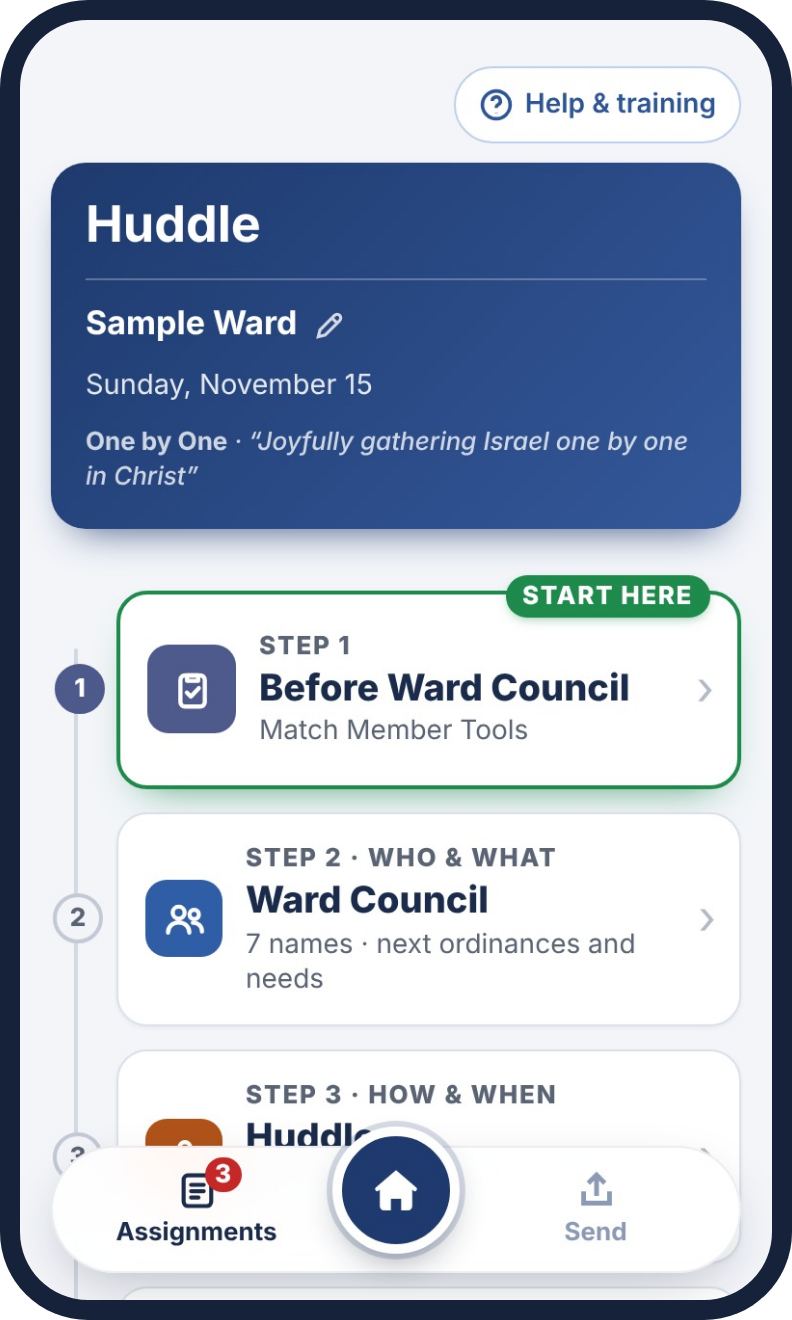 Help & training
Huddle
Sample Ward
Sunday, November 15
One by One · “Joyfully gathering Israel one by one
in Christ”
START HERE
1
STEP 1
Before Ward Council
Match Member Tools
2
STEP 2 · WHO & WHAT
Ward Council
7 names · next ordinances and
needs
3
STEP 3 · HOW & WHEN
Huddle
3
Assignments
Send